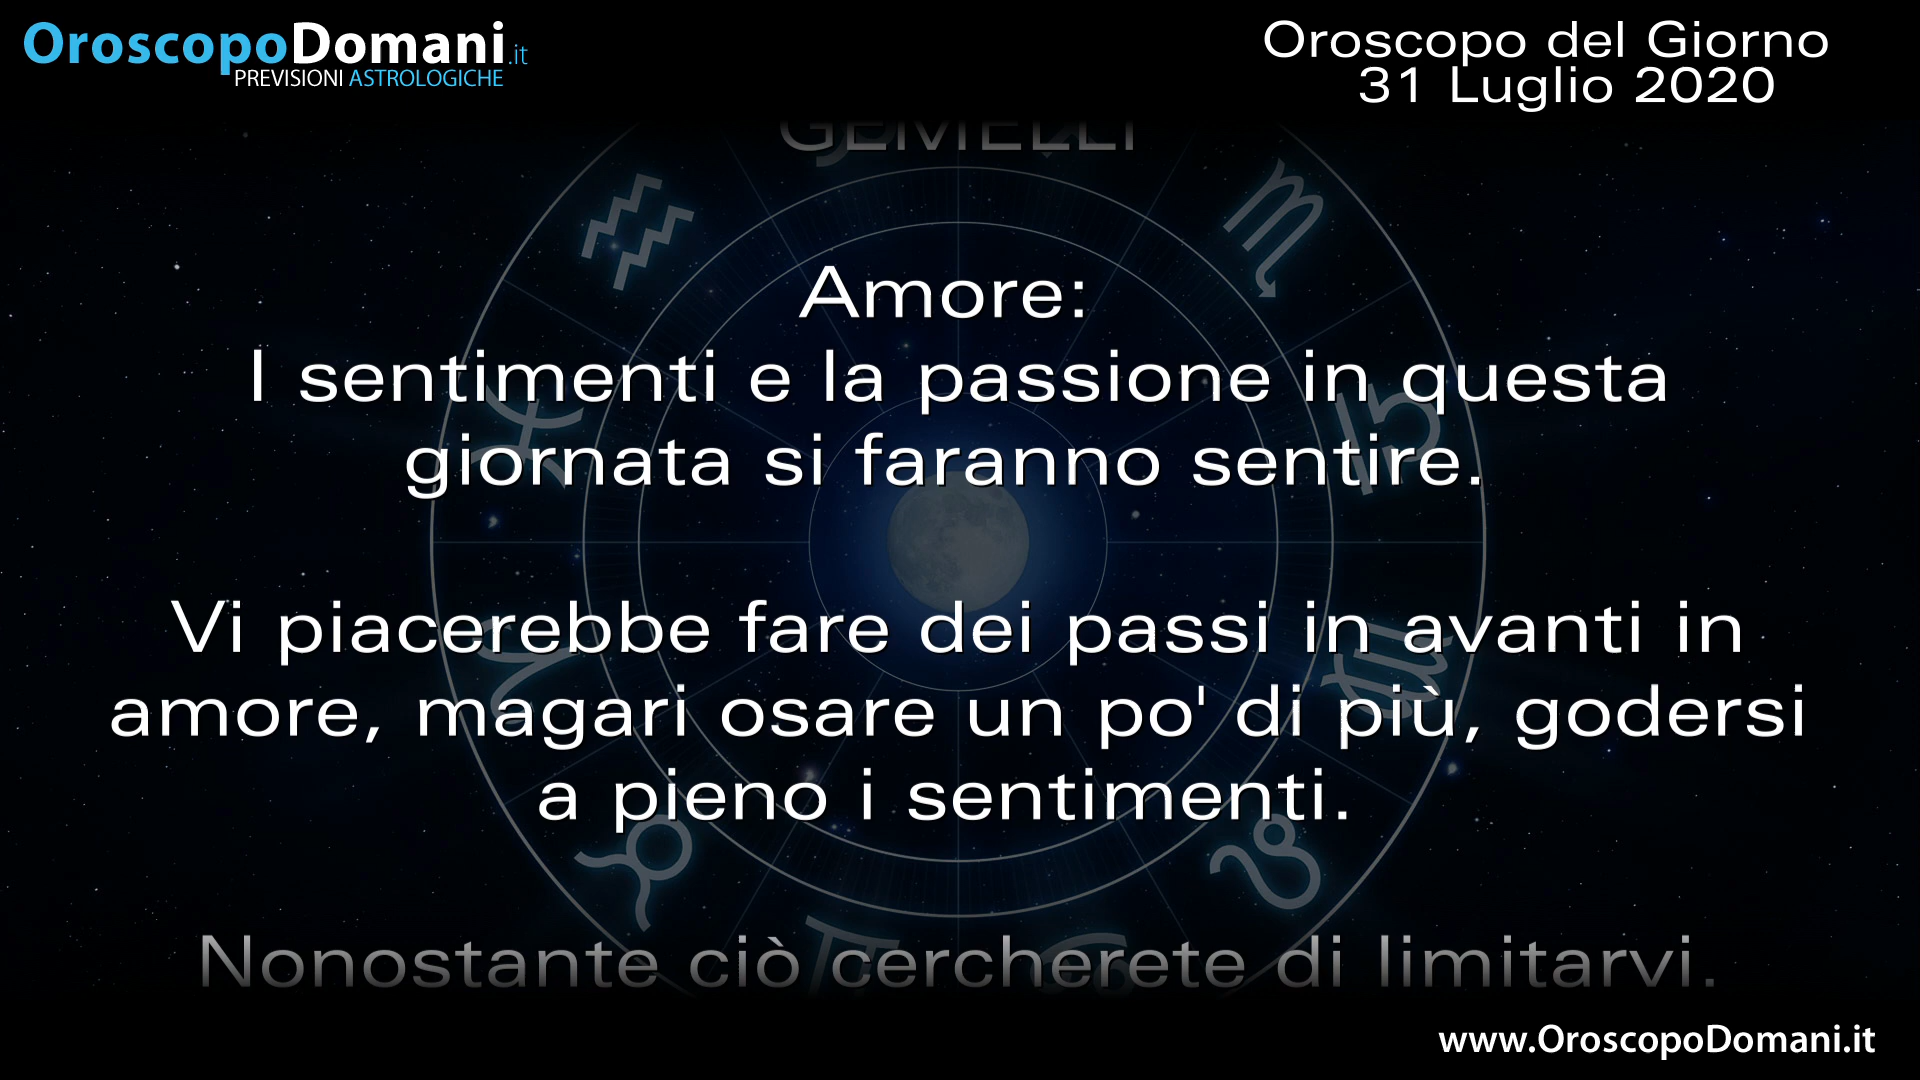 OroscopoDomani.it
PREVISIONI ASTROLOGICHE
Oroscopo del Giorno
31 Luglio 2020
GEMELLI
Amore:
I sentimenti e la passione in questa
giornata si faranno sentire.
Vi piacerebbe fare dei passi in avanti in
amore, magari osare un po' di più, godersi
a pieno i sentimenti.
Nonostante ciò cercherete di limitarvi.
www.OroscopoDomani.it